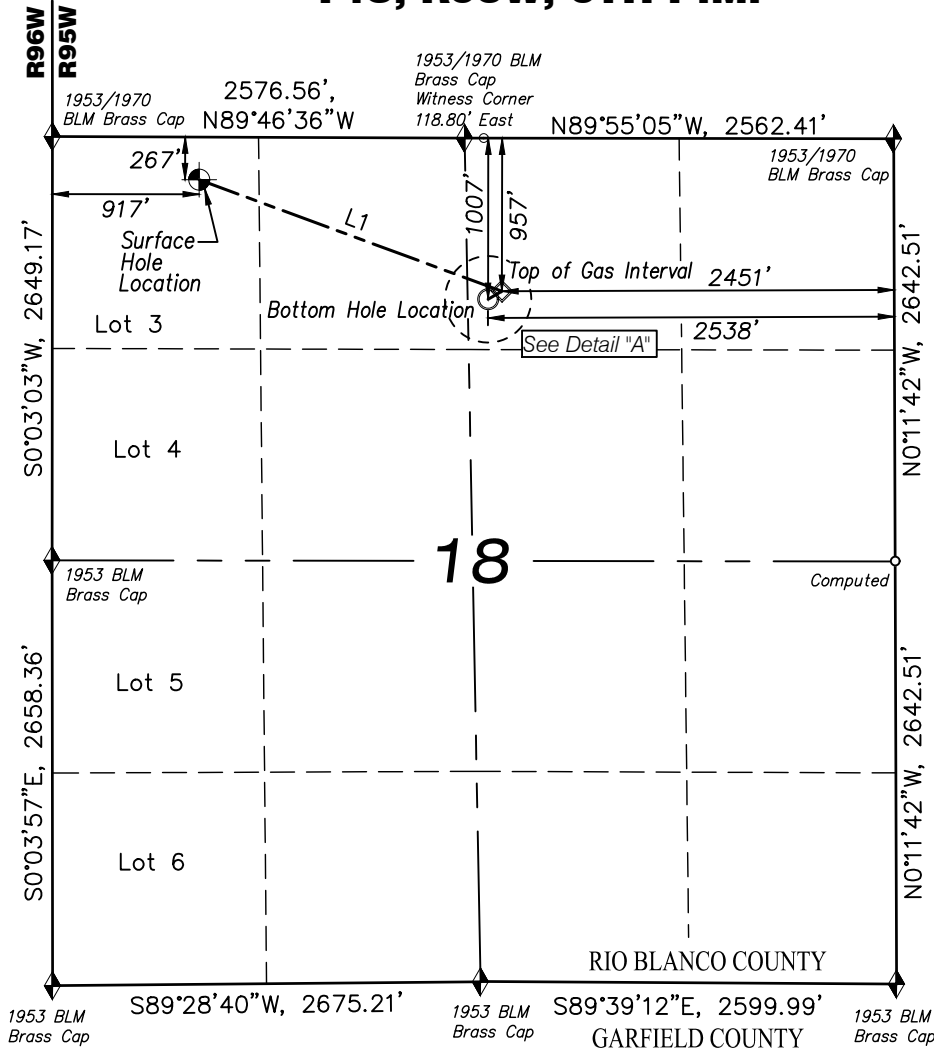 R96W
R95W
1953/1970
BLM Brass Cap
2576.56',
N89°46'36"W
1953/1970 BLM
Brass Cap
Witness Corner
118.80' East
N89°55'05"W, 2562.41'
1953/1970
BLM Brass Cap
267'
917'
Surface
Hole
Location
L1
1007'
957'
Top of Gas Interval
2451'
Bottom Hole Location
2538'
See Detail "A"
S0°03'03"W, 2649.17'
N0°11'42"W, 2642.51'
Lot 3
Lot 4
18
1953 BLM
Brass Cap
Computed
Lot 5
S0°03'57"E, 2658.36'
N0°11'42"W, 2642.51'
Lot 6
RIO BLANCO COUNTY
S89°28'40"W, 2675.21'
S89°39'12"E, 2599.99'
1953 BLM
Brass Cap
1953 BLM
Brass Cap
GARFIELD COUNTY
1953 BLM
Brass Cap